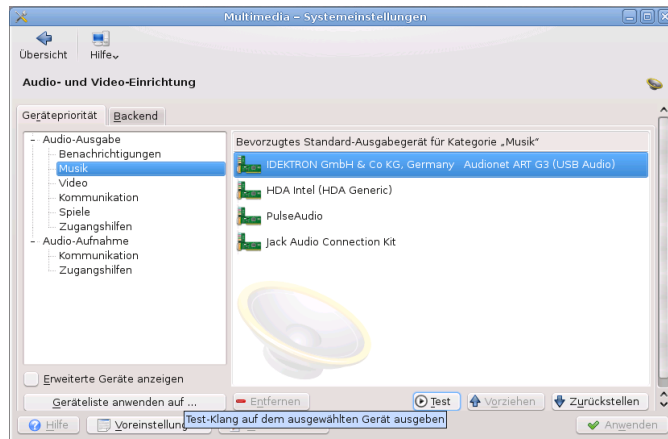 Multimedia – Systemeinstellungen
Übersicht
Hilfe
Audio- und Video-Einrichtung
Gerätepriorität
Backend
Audio-Ausgabe
Benachrichtigungen
Musik
Video
Kommunikation
Spiele
Zugangshilfen
Audio-Aufnahme
Kommunikation
Zugangshilfen
Bevorzugtes Standard-Ausgabegerät für Kategorie „Musik“
IDEKTRON GmbH & Co KG, Germany Audionet ART G3 (USB Audio)
HDA Intel (HDA Generic)
PulseAudio
Jack Audio Connection Kit
Erweiterte Geräte anzeigen
Geräteliste anwenden auf ...
Entfernen
Test
Vorziehen
Zurückstellen
Test-Klang auf dem ausgewählten Gerät ausgeben
Hilfe
Anwenden